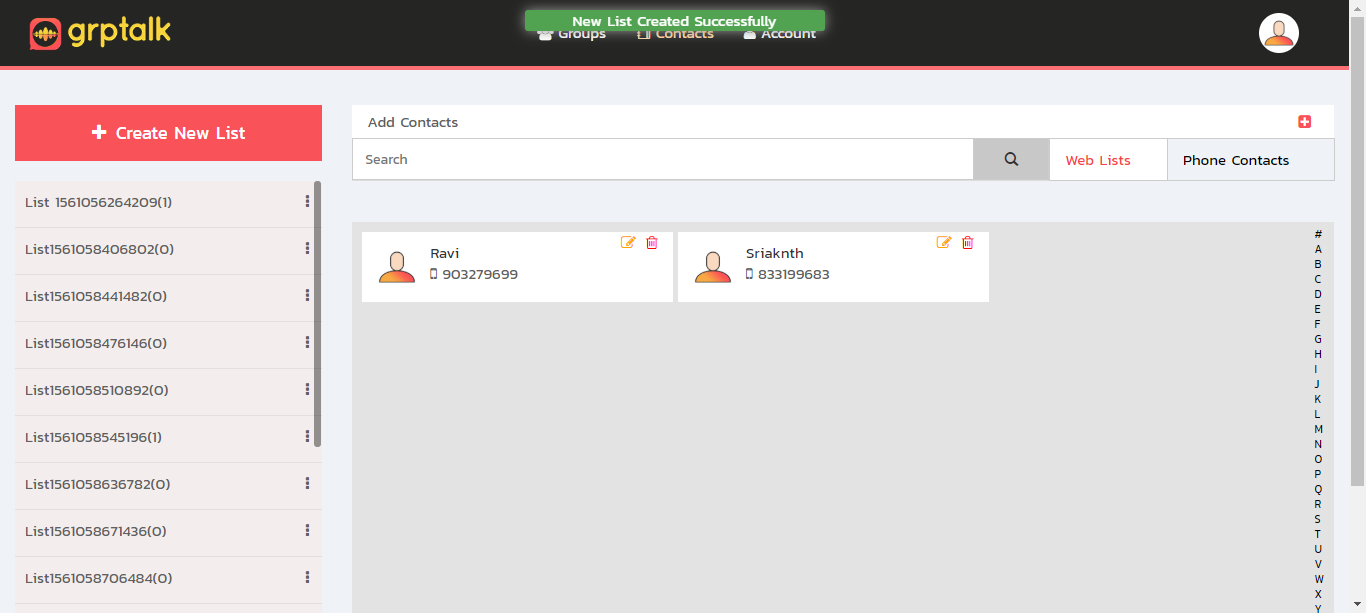 grptalk
New List Created Successfully
Groups
Contacts
Account
Create New List
List 1561056264209(1)
List1561058406802(0)
List1561058441482(0)
List1561058476146(0)
List1561058510892(0)
List1561058545196(1)
List1561058636782(0)
List1561058671436(0)
List1561058706484(0)
Add Contacts
Search
Web Lists
Phone Contacts
Ravi
903279699
Sriaknth
833199683
#
A
B
C
D
E
F
G
H
I
J
K
L
M
N
O
P
Q
R
S
T
U
V
W
X
Y